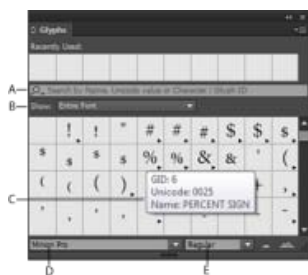 Glyphs
Recently Used:
A
Search by Name, Unicode value or Character / Glyph ID
B
Show: Entire Font
! ! " # # # $ $ $
$ $ $ $ % % & & ' (
( ( ( )
C
GID: 6
Unicode: 0025
Name: PERCENT SIGN
Minion Pro
Regular
D
E